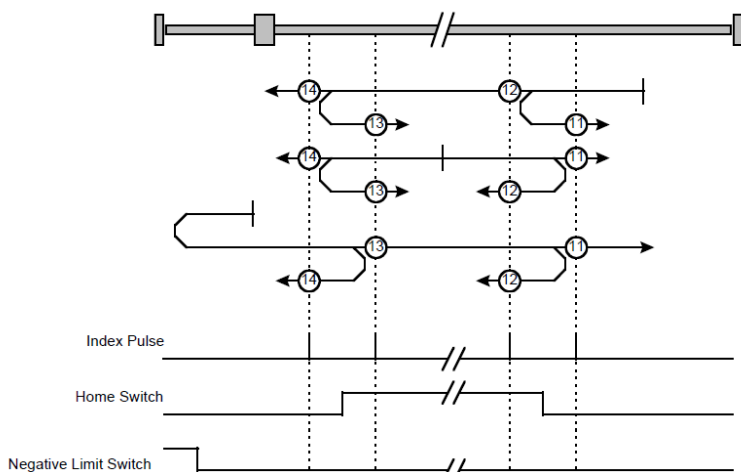 14 12
13 11
14 11
13 12
13 11
14 12
Index Pulse
Home Switch
Negative Limit Switch